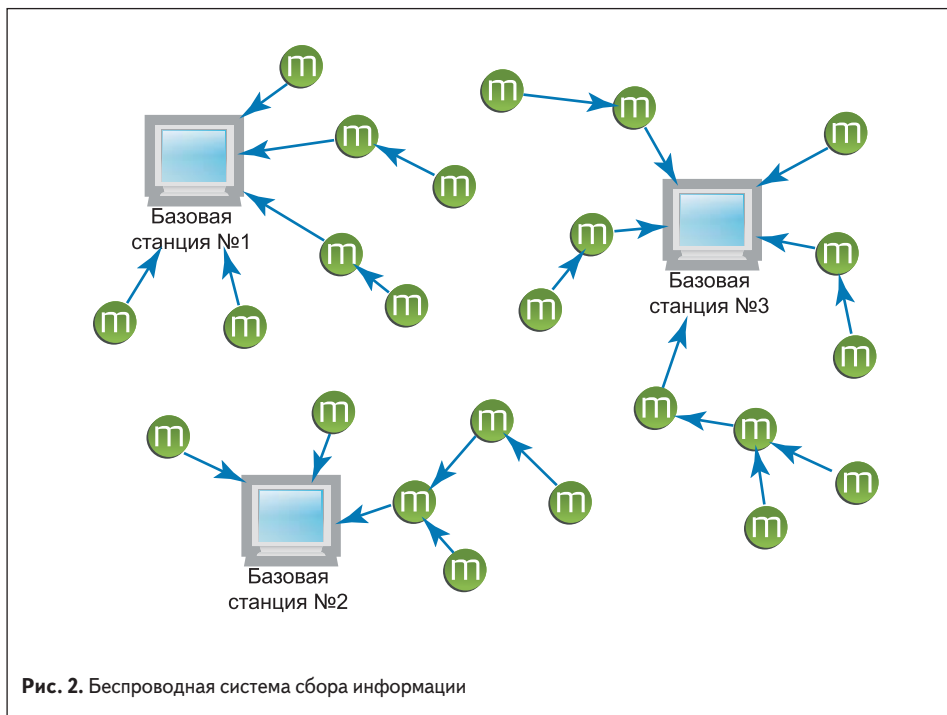 m
m
m
m
m
m
m
Базовая
станция №1
m
m
m
m
m
m
m
m
Базовая
станция №3
m
m
m
m
m
m
m
m
m
m
Базовая
станция №2
Рис. 2. Беспроводная система сбора информации